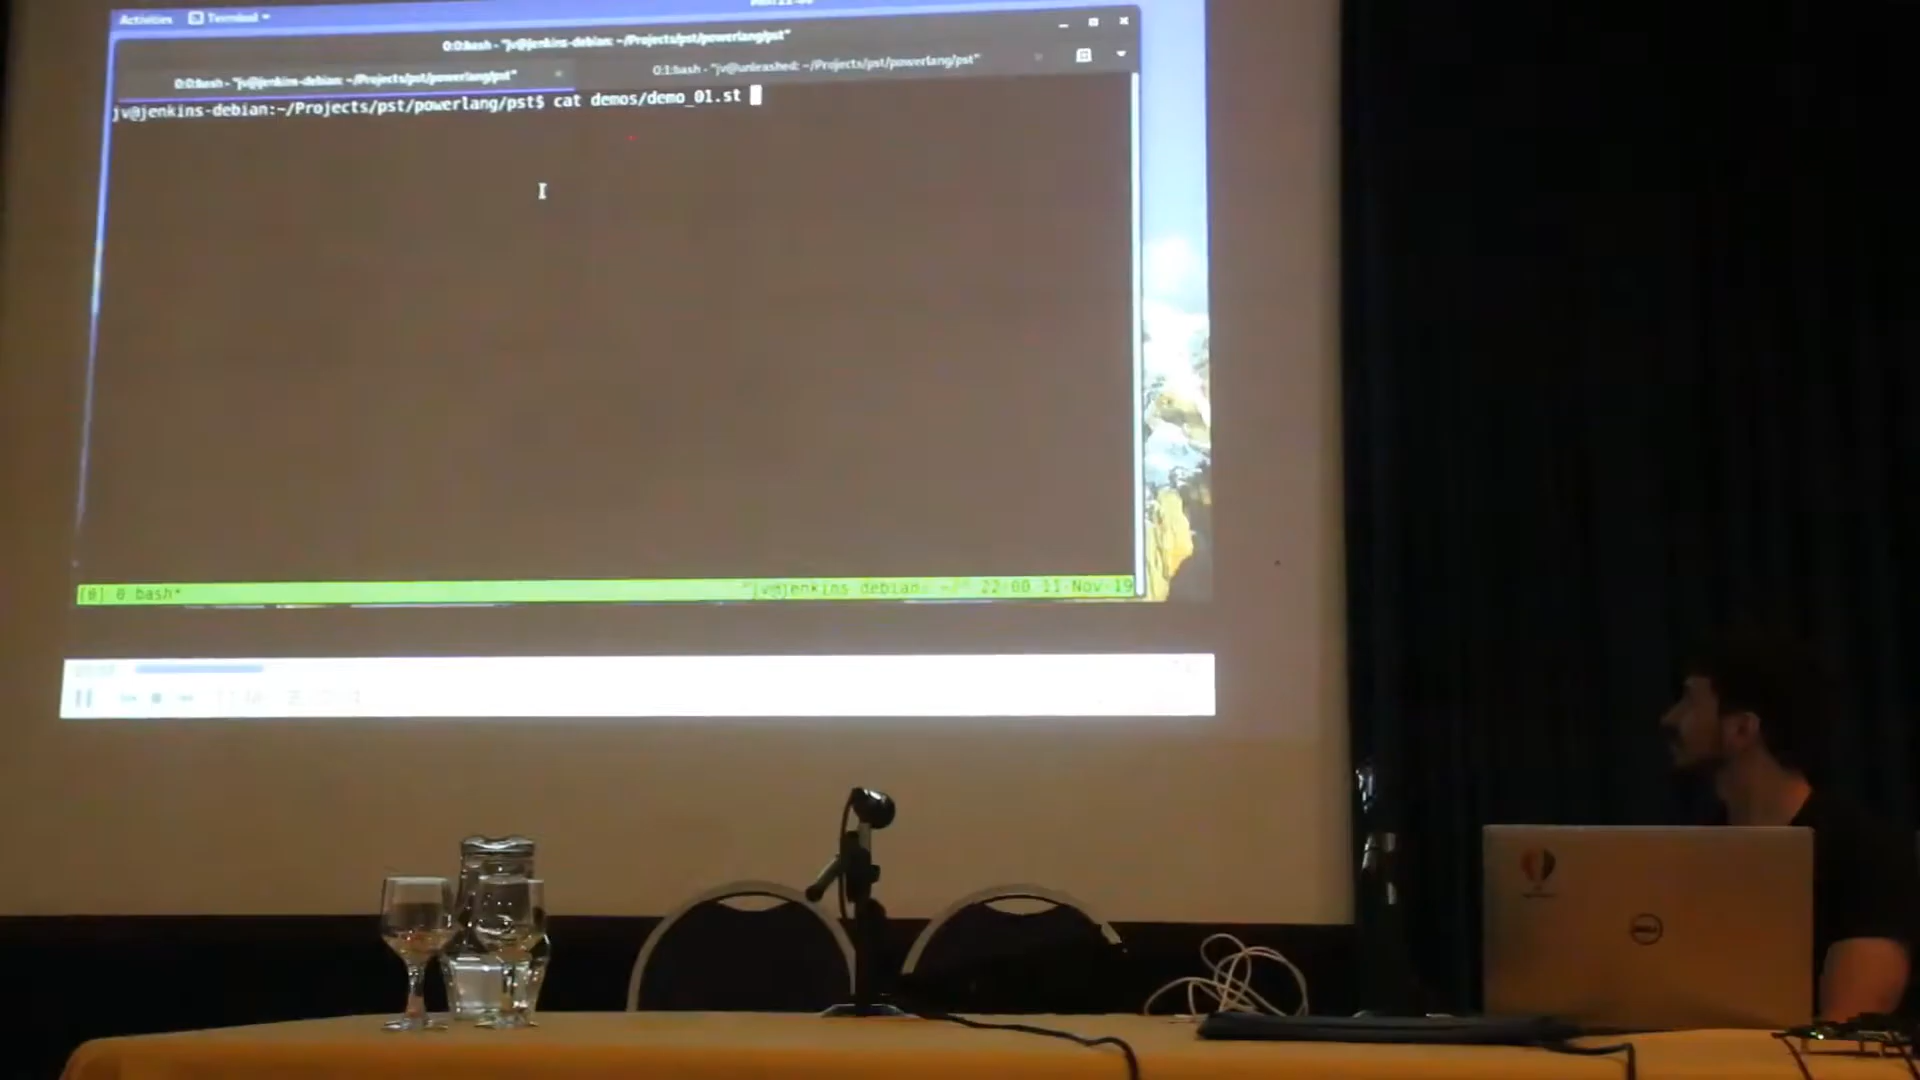 Activities Terminal
0:0:bash - "jv@jenkins-debian: ~/Projects/pst/powerlang/pst"
0:0:bash - "jv@jenkins-debian: ~/Projects/pst/powerlang/pst"
0:1:bash - "jv@unleashed: ~/Projects/pst/powerlang/pst"
jv@jenkins-debian:~/Projects/pst/powerlang/pst$ cat demos/demo_01.st
[0] 0 bash* "jv@jenkins-debian: ~/" 22:00 11-Nov-19
DELL